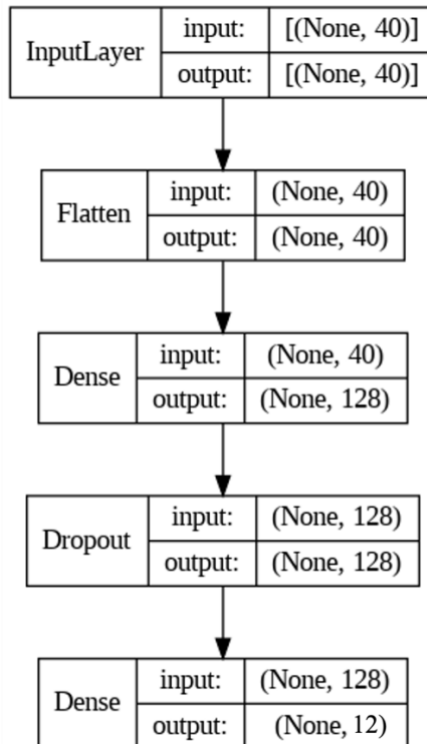 InputLayer
input: [(None, 40)]
output: [(None, 40)]
Flatten
input: (None, 40)
output: (None, 40)
Dense
input: (None, 40)
output: (None, 128)
Dropout
input: (None, 128)
output: (None, 128)
Dense
input: (None, 128)
output: (None, 12)